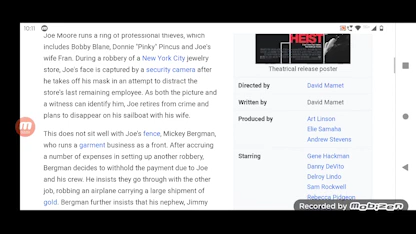 10:11
Joe Moore runs a ring of professional thieves, which
includes Bobby Blane, Donnie "Pinky" Pincus and Joe's
wife Fran. During a robbery of a New York City jewelry
store, Joe's face is captured by a security camera after
he takes off his mask in an attempt to distract the
store's last remaining employee. As both the picture and
a witness can identify him, Joe retires from crime and
plans to disappear on his sailboat with his wife.
This does not sit well with Joe's fence, Mickey Bergman,
who runs a garment business as a front. After accruing
a number of expenses in setting up another robbery,
Bergman decides to withhold the payment due to Joe
and his crew. He insists they go through with the other
job, robbing an airplane carrying a large shipment of
gold. Bergman further insists that his nephew, Jimmy
HEIST
Theatrical release poster
Directed by David Mamet
Written by David Mamet
Produced by Art Linson
Elie Samaha
Andrew Stevens
Starring Gene Hackman
Danny DeVito
Delroy Lindo
Sam Rockwell
Rebecca Pidgeon
Recorded by Mobizen